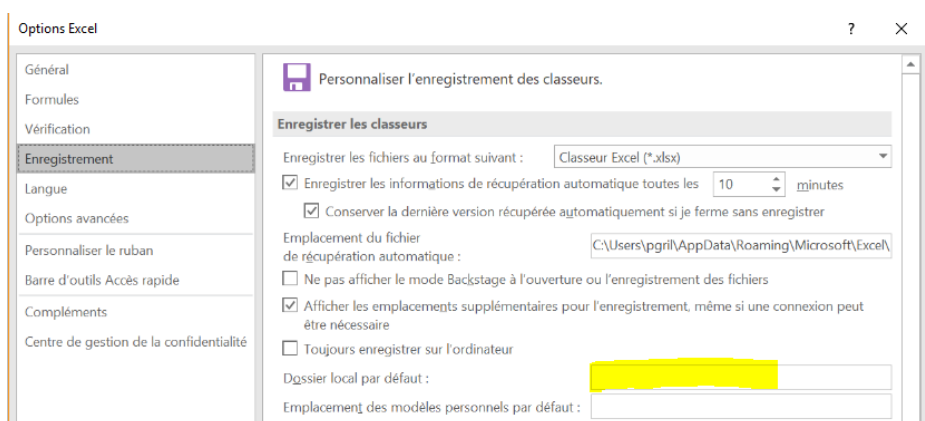 Options Excel
?
×
Général
Formules
Vérification
Enregistrement
Langue
Options avancées
Personnaliser le ruban
Barre d'outils Accès rapide
Compléments
Centre de gestion de la confidentialité
Personnaliser l'enregistrement des classeurs.
Enregistrer les classeurs
Enregistrer les fichiers au format suivant : Classeur Excel (*.xlsx)
Enregistrer les informations de récupération automatique toutes les 10 minutes
Conserver la dernière version récupérée automatiquement si je ferme sans enregistrer
Emplacement du fichier
de récupération automatique : C:\Users\pgril\AppData\Roaming\Microsoft\Excel\
Ne pas afficher le mode Backstage à l'ouverture ou l'enregistrement des fichiers
Afficher les emplacements supplémentaires pour l'enregistrement, même si une connexion peut
être nécessaire
Toujours enregistrer sur l'ordinateur
Dossier local par défaut :
Emplacement des modèles personnels par défaut :